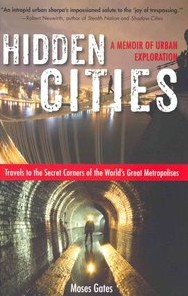 "An intrepid urban sherpa's impassioned salute to the "joy of trespassing.""
—Robert Neuwirth, author of Stealth of Nations and Shadow Cities
HIDDEN
A MEMOIR OF URBAN
EXPLORATION
CITIES
Travels to the Secret Corners of the World's Great Metropolises
Moses Gates